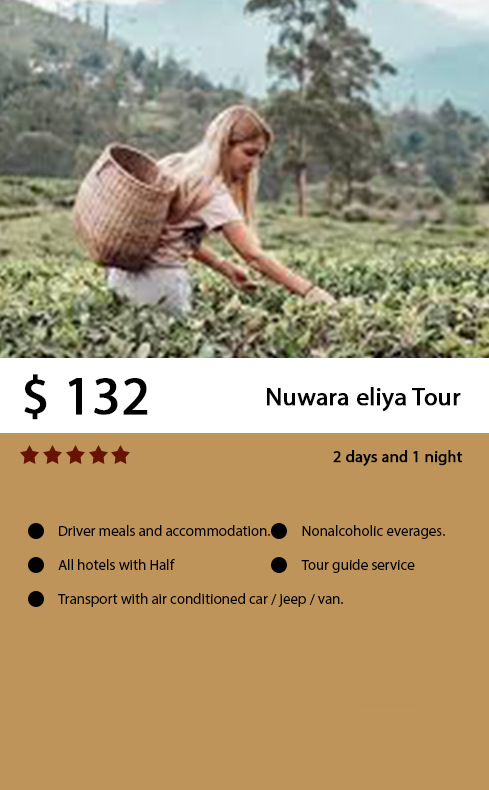 $ 132
Nuwara eliya Tour
2 days and 1 night
Driver meals and accommodation.
Nonalcoholic everages.
All hotels with Half
Tour guide service
Transport with air conditioned car / jeep / van.